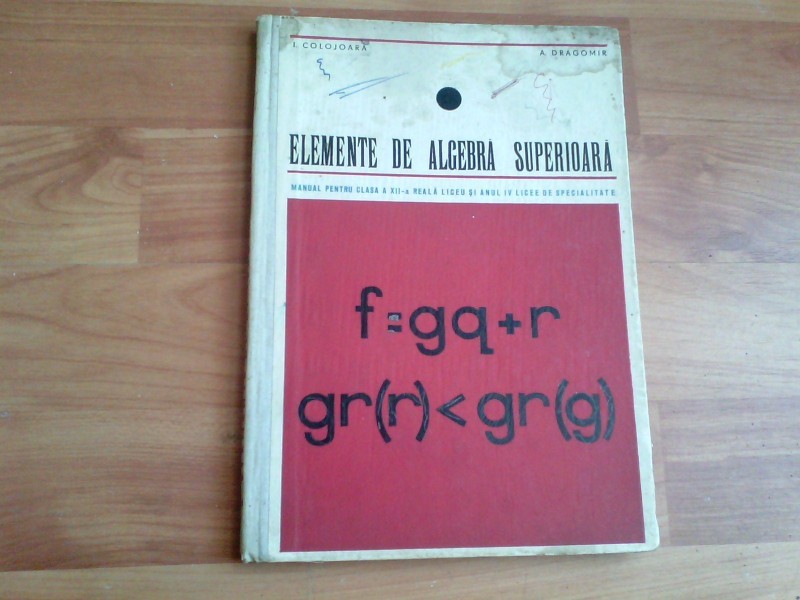 I. COLOJOARĂ A. DRAGOMIR
ELEMENTE DE ALGEBRĂ SUPERIOARĂ
MANUAL PENTRU CLASA A XII-a REALĂ LICEU ȘI ANUL IV LICEE DE SPECIALITATE
f=gq+r
gr(r)<gr(g)